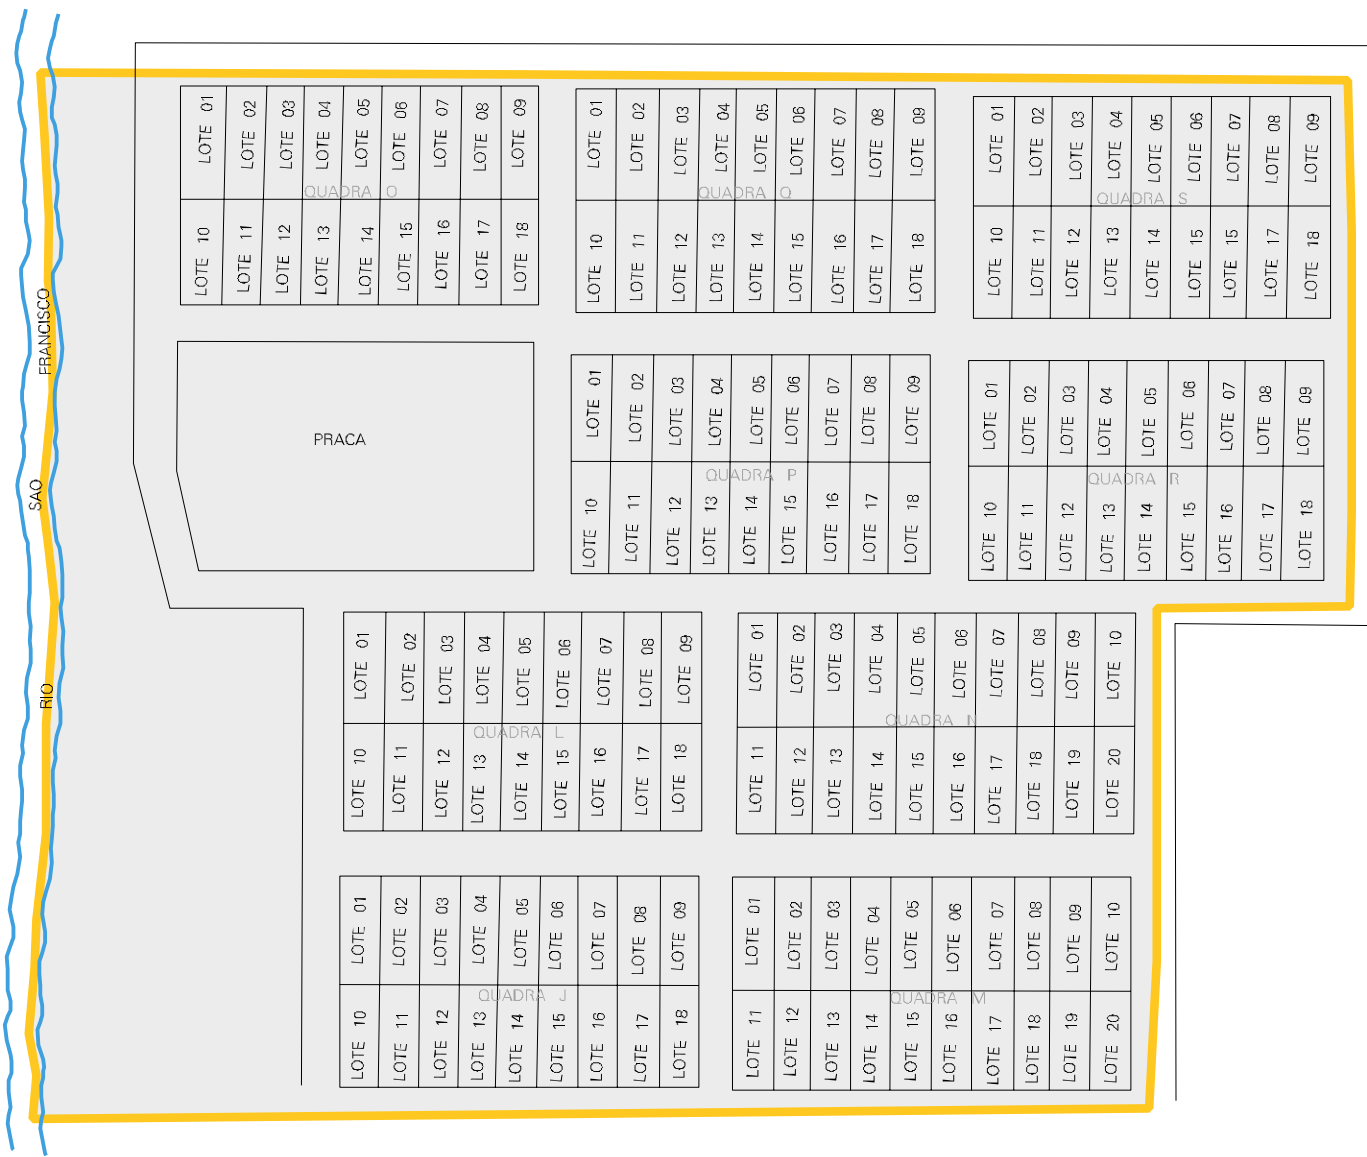 LOTE 01
LOTE 02
LOTE 03
LOTE 04
LOTE 05
LOTE 06
LOTE 07
LOTE 08
LOTE 09
QUADRA O
LOTE 10
LOTE 11
LOTE 12
LOTE 13
LOTE 14
LOTE 15
LOTE 16
LOTE 17
LOTE 18
LOTE 01
LOTE 02
LOTE 03
LOTE 04
LOTE 05
LOTE 06
LOTE 07
LOTE 08
LOTE 09
QUADRA Q
LOTE 10
LOTE 11
LOTE 12
LOTE 13
LOTE 14
LOTE 15
LOTE 16
LOTE 17
LOTE 18
LOTE 01
LOTE 02
LOTE 03
LOTE 04
LOTE 05
LOTE 06
LOTE 07
LOTE 08
LOTE 09
QUADRA S
LOTE 10
LOTE 11
LOTE 12
LOTE 13
LOTE 14
LOTE 15
LOTE 15
LOTE 17
LOTE 18
RIO SAO FRANCISCO
PRACA
LOTE 01
LOTE 02
LOTE 03
LOTE 04
LOTE 05
LOTE 06
LOTE 07
LOTE 08
LOTE 09
QUADRA P
LOTE 10
LOTE 11
LOTE 12
LOTE 13
LOTE 14
LOTE 15
LOTE 16
LOTE 17
LOTE 18
LOTE 01
LOTE 02
LOTE 03
LOTE 04
LOTE 05
LOTE 06
LOTE 07
LOTE 08
LOTE 09
QUADRA R
LOTE 10
LOTE 11
LOTE 12
LOTE 13
LOTE 14
LOTE 15
LOTE 16
LOTE 17
LOTE 18
LOTE 01
LOTE 02
LOTE 03
LOTE 04
LOTE 05
LOTE 06
LOTE 07
LOTE 08
LOTE 09
QUADRA L
LOTE 10
LOTE 11
LOTE 12
LOTE 13
LOTE 14
LOTE 15
LOTE 16
LOTE 17
LOTE 18
LOTE 01
LOTE 02
LOTE 03
LOTE 04
LOTE 05
LOTE 06
LOTE 07
LOTE 08
LOTE 09
LOTE 10
QUADRA N
LOTE 11
LOTE 12
LOTE 13
LOTE 14
LOTE 15
LOTE 16
LOTE 17
LOTE 18
LOTE 19
LOTE 20
LOTE 01
LOTE 02
LOTE 03
LOTE 04
LOTE 05
LOTE 06
LOTE 07
LOTE 08
LOTE 09
QUADRA J
LOTE 10
LOTE 11
LOTE 12
LOTE 13
LOTE 14
LOTE 15
LOTE 16
LOTE 17
LOTE 18
LOTE 01
LOTE 02
LOTE 03
LOTE 04
LOTE 05
LOTE 06
LOTE 07
LOTE 08
LOTE 09
LOTE 10
QUADRA M
LOTE 11
LOTE 12
LOTE 13
LOTE 14
LOTE 15
LOTE 16
LOTE 17
LOTE 18
LOTE 19
LOTE 20